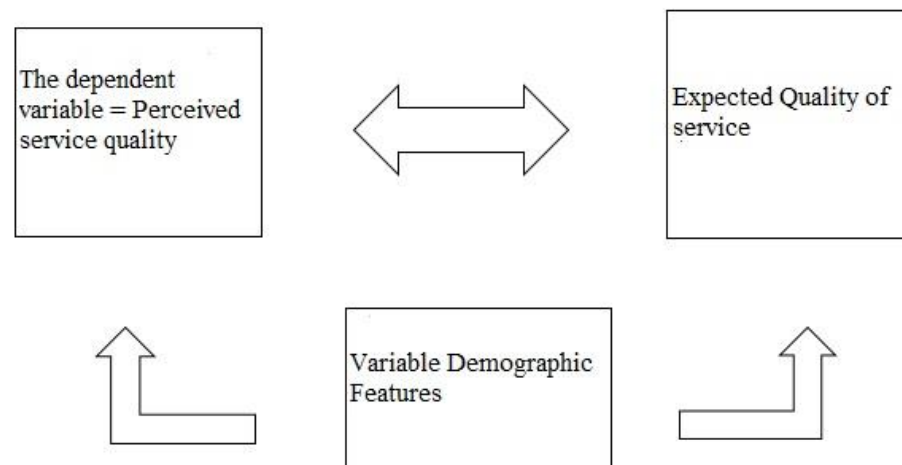 The dependent
variable = Perceived
service quality
Expected Quality of
service
Variable Demographic
Features